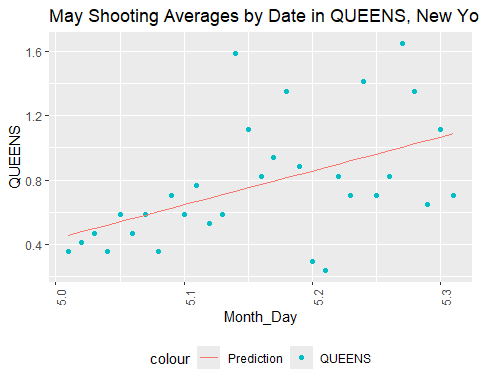 May Shooting Averages by Date in QUEENS, New Yo
1.6
1.2
0.8
0.4
QUEENS
5.0
5.1
5.2
5.3
Month_Day
colour Prediction QUEENS